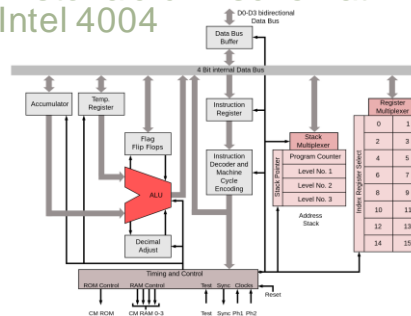 Intel 4004
D0-D3 bidirectional
Data Bus
Data Bus
Buffer
4 Bit internal Data Bus
Accumulator
Temp.
Register
Flag
Flip Flops
Instruction
Register
Stack
Multiplexer
Register
Multiplexer
ALU
Instruction
Decoder and
Machine
Cycle
Encoding
Stack Pointer
Program Counter
Level No. 1
Level No. 2
Level No. 3
Address
Stack
Index Register Select
0 1
2 3
4 5
6 7
8 9
10 11
12 13
14 15
Decimal
Adjust
Timing and Control
ROM Control RAM Control Test Sync Clocks
Reset
CM ROM CM RAM 0-3 Test Sync Ph1 Ph2